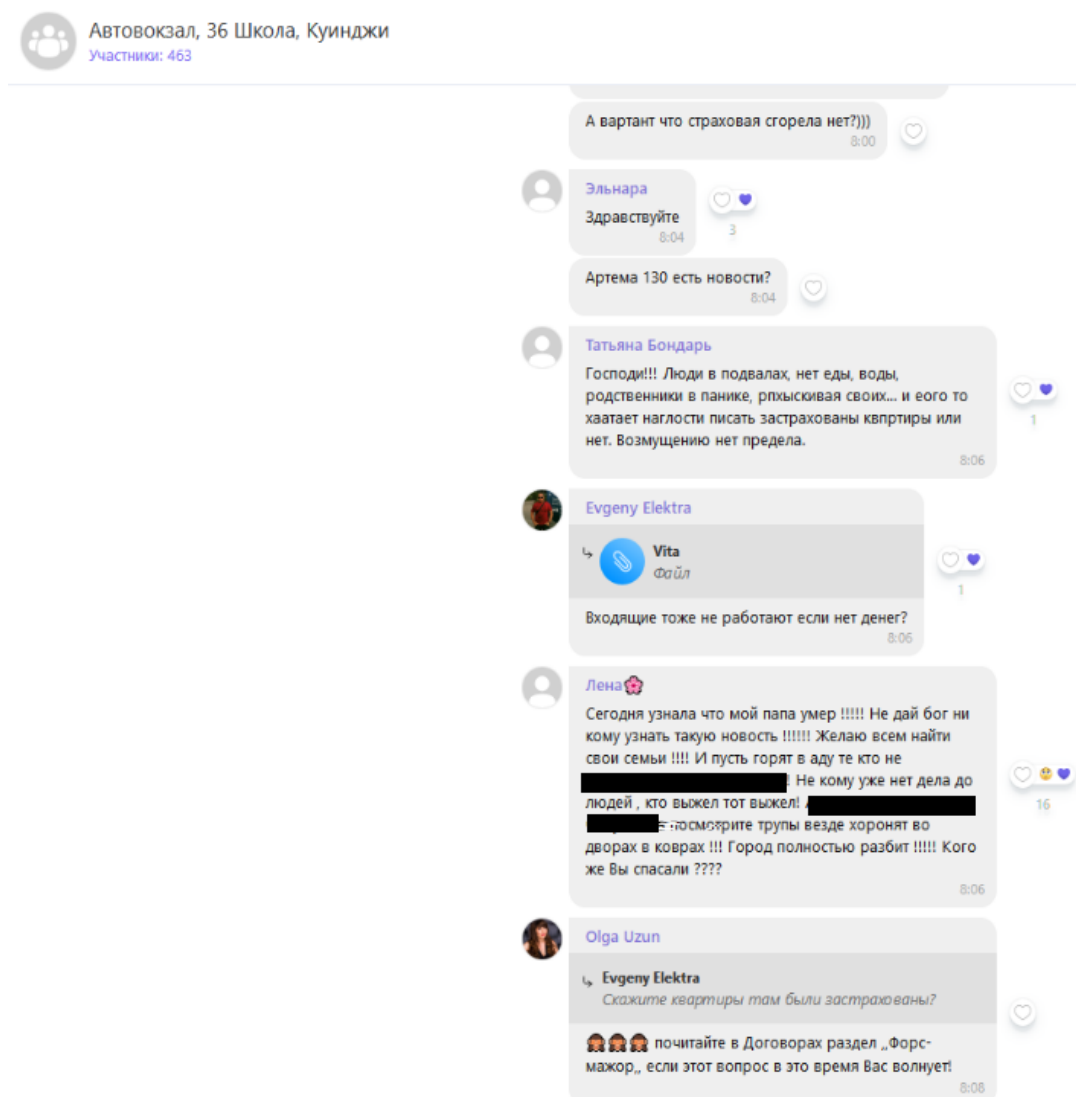 Автовокзал, 36 Школа, Куинджи
Участники: 463
А вартант что страховая сгорела нет?)))
8:00
Эльнара
Здравствуйте
8:04
3
Артема 130 есть новости?
8:04
Татьяна Бондарь
Господи!!! Люди в подвалах, нет еды, воды,
родственники в панике, рпхыскивая своих... и еого то
хаатает наглости писать застрахованы квпртиры или
нет. Возмущению нет предела.
8:06
1
Evgeny Elektra
Vita
Файл
Входящие тоже не работают если нет денег?
8:06
1
Лена
Сегодня узнала что мой папа умер !!!!! Не дай бог ни
кому узнать такую новость !!!!!! Желаю всем найти
свои семьи !!!! И пусть горят в аду те кто не
! Не кому уже нет дела до
людей , кто выжел тот выжел!
посмотрите трупы везде хоронят во
дворах в коврах !!! Город полностью разбит !!!!! Кого
же Вы спасали ????
8:06
16
Olga Uzun
Evgeny Elektra
Скажите квартиры там были застрахованы?
почитайте в Договорах раздел ,,Форс-
мажор,, если этот вопрос в это время Вас волнует!
8:08